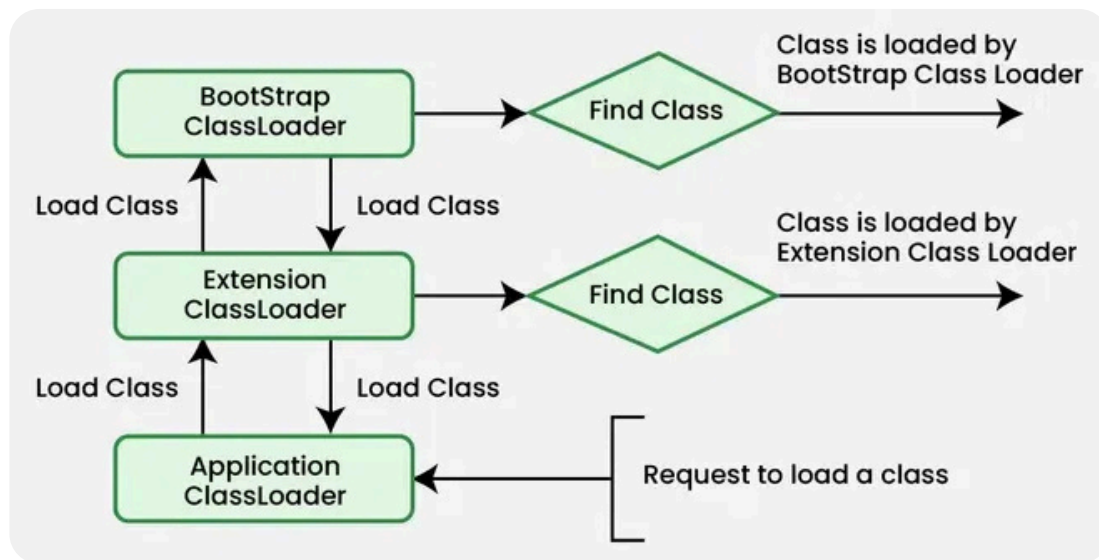 Class is loaded by
BootStrap Class Loader
BootStrap
ClassLoader
Find Class
Load Class
Load Class
Class is loaded by
Extension Class Loader
Extension
ClassLoader
Find Class
Load Class
Load Class
Application
ClassLoader
Request to load a class